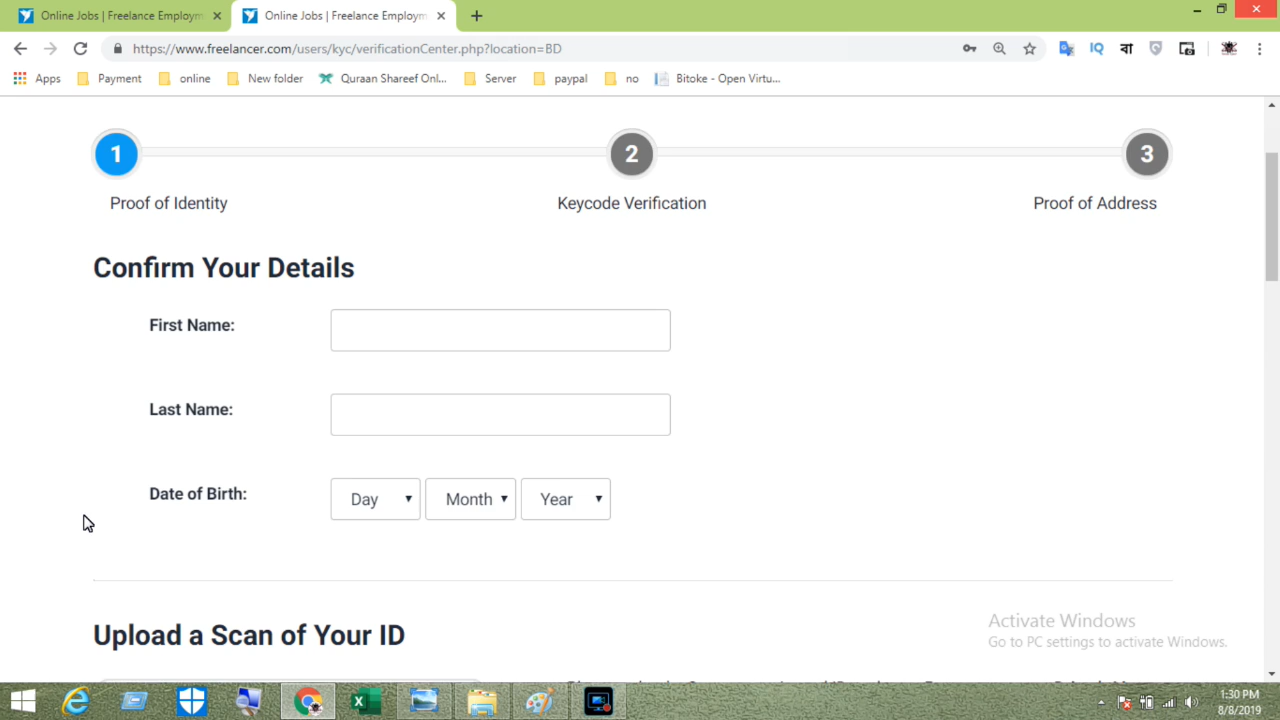 Online Jobs | Freelance Employm
Online Jobs | Freelance Employm
https://www.freelancer.com/users/kyc/verificationCenter.php?location=BD
IQ
বা
Apps
Payment
online
New folder
Quraan Shareef Onl...
Server
paypal
no
Bitoke - Open Virtu...
1
2
3
Proof of Identity
Keycode Verification
Proof of Address
Confirm Your Details
First Name:
Last Name:
Date of Birth:
Day
Month
Year
Upload a Scan of Your ID
Activate Windows
Go to PC settings to activate Windows.
1:30 PM
8/8/2019